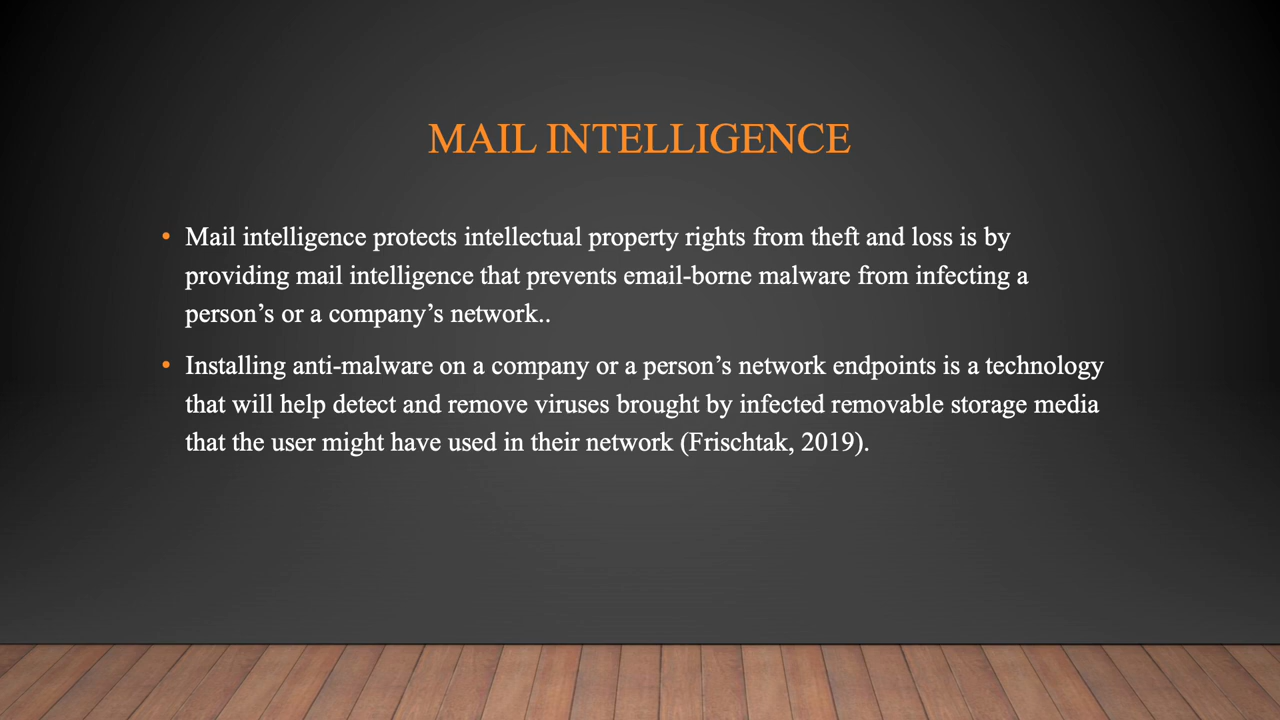 MAIL INTELLIGENCE
• Mail intelligence protects intellectual property rights from theft and loss is by
providing mail intelligence that prevents email-borne malware from infecting a
person’s or a company’s network..
• Installing anti-malware on a company or a person’s network endpoints is a technology
that will help detect and remove viruses brought by infected removable storage media
that the user might have used in their network (Frischtak, 2019).